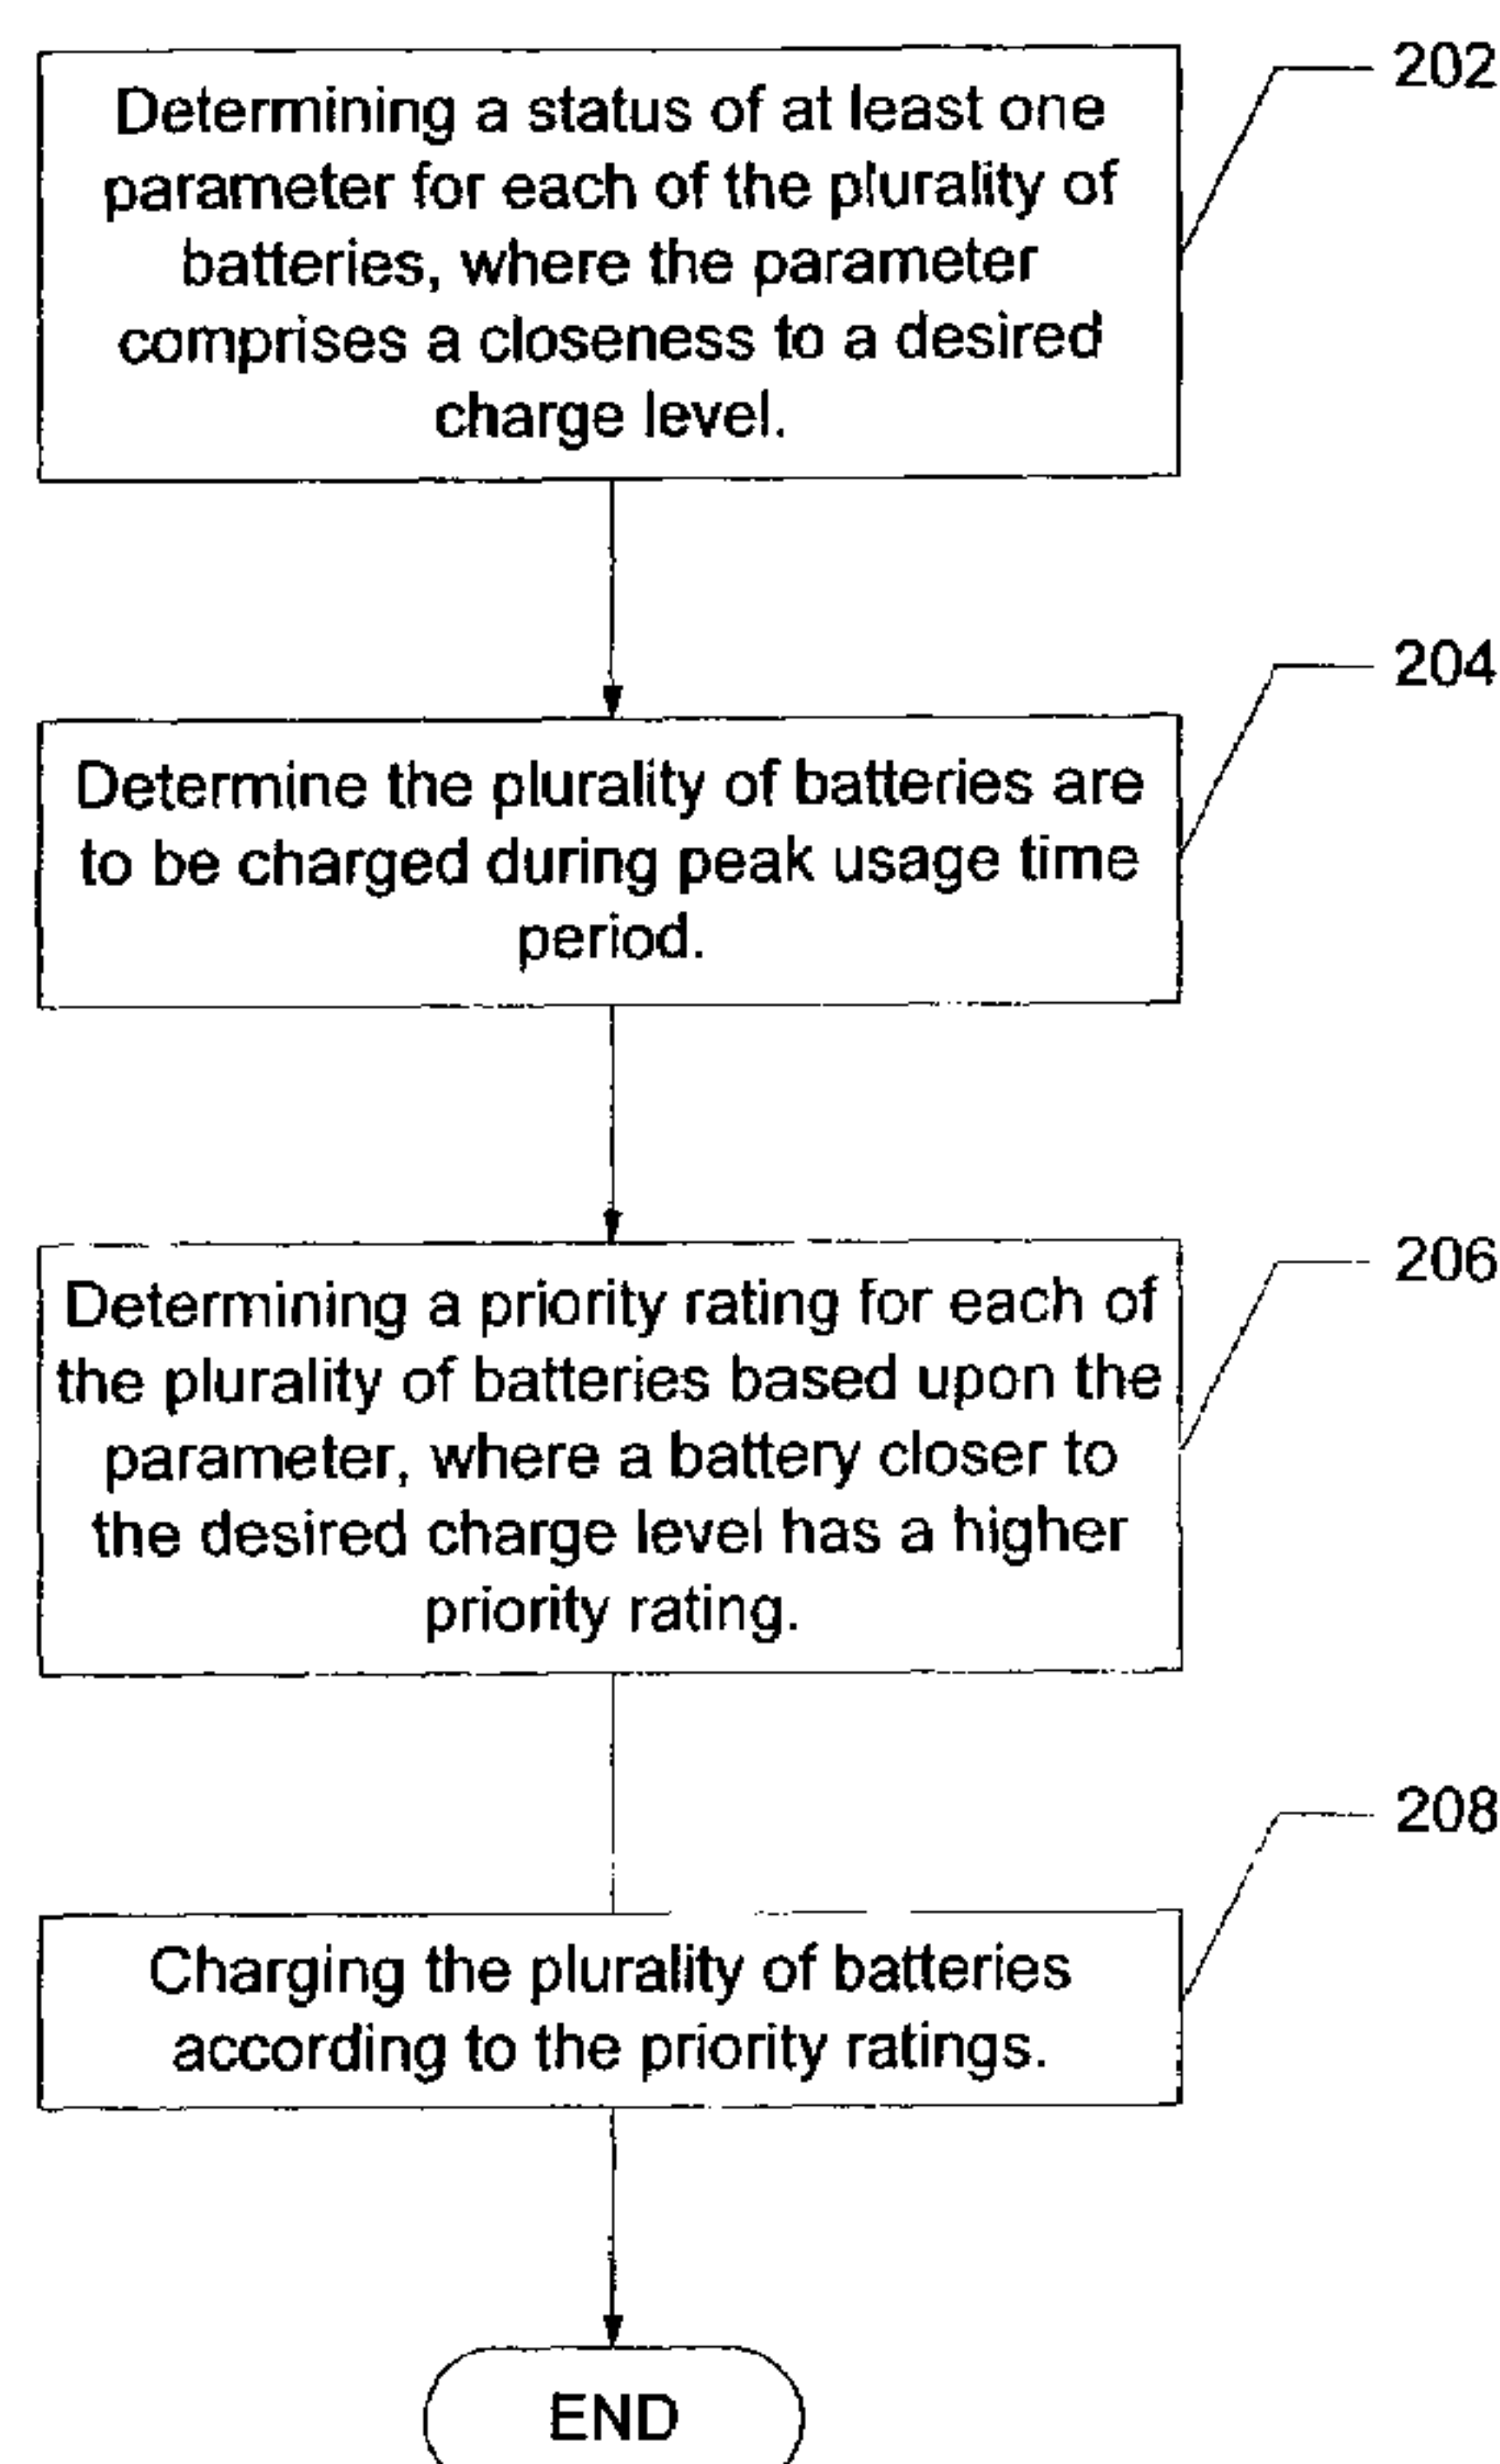 202
Determining a status of at least one
parameter for each of the plurality of
batteries, where the parameter
comprises a closeness to a desired
charge level.
204
Determine the plurality of batteries are
to be charged during peak usage time
period.
206
Determining a priority rating for each of
the plurality of batteries based upon the
parameter, where a battery closer to
the desired charge level has a higher
priority rating.
208
Charging the plurality of batteries
according to the priority ratings.
END